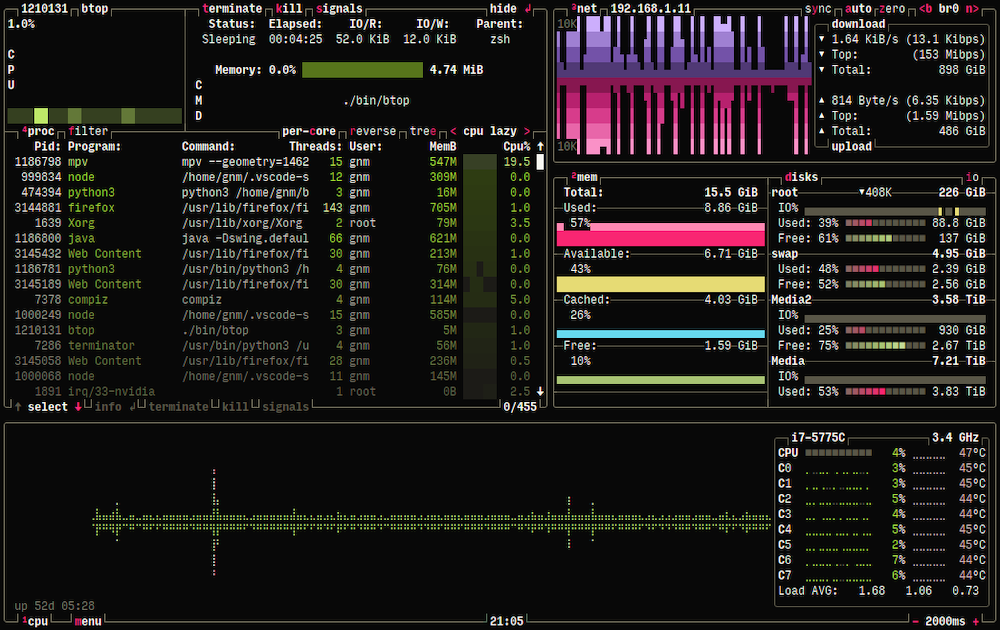 1210131 btop terminate kill signals hide ↲
1.0%
Status: Elapsed: IO/R: IO/W: Parent:
Sleeping 00:04:25 52.0 KiB 12.0 KiB zsh
C
P
U
Memory: 0.0% 4.74 MiB
C
M
D
./bin/btop
⁴proc filter per-core reverse tree < cpu lazy >
Pid: Program: Command: Threads: User: MemB Cpu% ↑
1186798 mpv mpv --geometry=1462 15 gnm 547M 19.5
999834 node /home/gnm/.vscode-s 12 gnm 309M 0.0
474394 python3 python3 /home/gnm/b 3 gnm 16M 0.0
3144881 firefox /usr/lib/firefox/fi 143 gnm 705M 1.0
1639 Xorg /usr/lib/xorg/Xorg 2 root 79M 3.5
1186800 java java -Dswing.defaul 66 gnm 621M 0.0
3145432 Web Content /usr/lib/firefox/fi 30 gnm 213M 1.0
1186781 python3 /usr/bin/python3 /h 4 gnm 76M 0.0
3145189 Web Content /usr/lib/firefox/fi 30 gnm 314M 0.0
7378 compiz compiz 4 gnm 114M 5.0
1000249 node /home/gnm/.vscode-s 15 gnm 585M 0.0
1210131 btop ./bin/btop 3 gnm 5M 1.0
7286 terminator /usr/bin/python3 /u 4 gnm 56M 1.0
3145058 Web Content /usr/lib/firefox/fi 28 gnm 236M 0.5
1000068 node /home/gnm/.vscode-s 11 gnm 145M 0.0
1891 irq/33-nvidia 1 root 0B 2.5 ↓
↑ select ↓ info ↲ terminate kill signals 0/455
³net 192.168.1.11 sync auto zero <b br0 n>
10K
10K
download
▼ 1.64 KiB/s (13.1 Kibps)
▼ Top: (153 Mibps)
▼ Total: 898 GiB
▲ 814 Byte/s (6.35 Kibps)
▲ Top: (1.59 Mibps)
▲ Total: 486 GiB
upload
²mem
Total: 15.5 GiB
Used: 8.86 GiB
57%
Available: 6.71 GiB
43%
Cached: 4.03 GiB
26%
Free: 1.59 GiB
10%
disks io
root ▼408K 226 GiB
IO%
Used: 39% 88.8 GiB
Free: 61% 137 GiB
swap 4.95 GiB
Used: 48% 2.39 GiB
Free: 52% 2.56 GiB
Media2 3.58 TiB
IO%
Used: 25% 930 GiB
Free: 75% 2.67 TiB
Media 7.21 TiB
IO%
Used: 53% 3.83 TiB
i7-5775C 3.4 GHz
CPU 4% 47°C
C0 3% 45°C
C1 3% 45°C
C2 5% 44°C
C3 4% 44°C
C4 5% 45°C
C5 2% 45°C
C6 7% 44°C
C7 6% 44°C
Load AVG: 1.68 1.06 0.73
up 52d 05:28
¹cpu menu 21:05 - 2000ms +